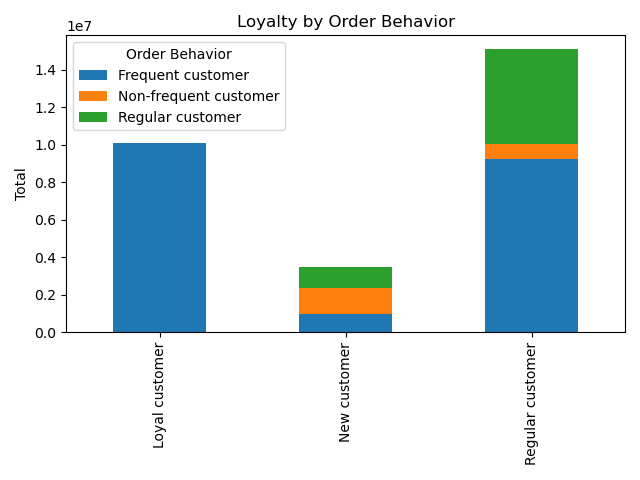 Loyalty by Order Behavior
1e7
Order Behavior
Frequent customer
Non-frequent customer
Regular customer
1.4
1.2
1.0
0.8
0.6
0.4
0.2
0.0
Total
Loyal customer
New customer
Regular customer